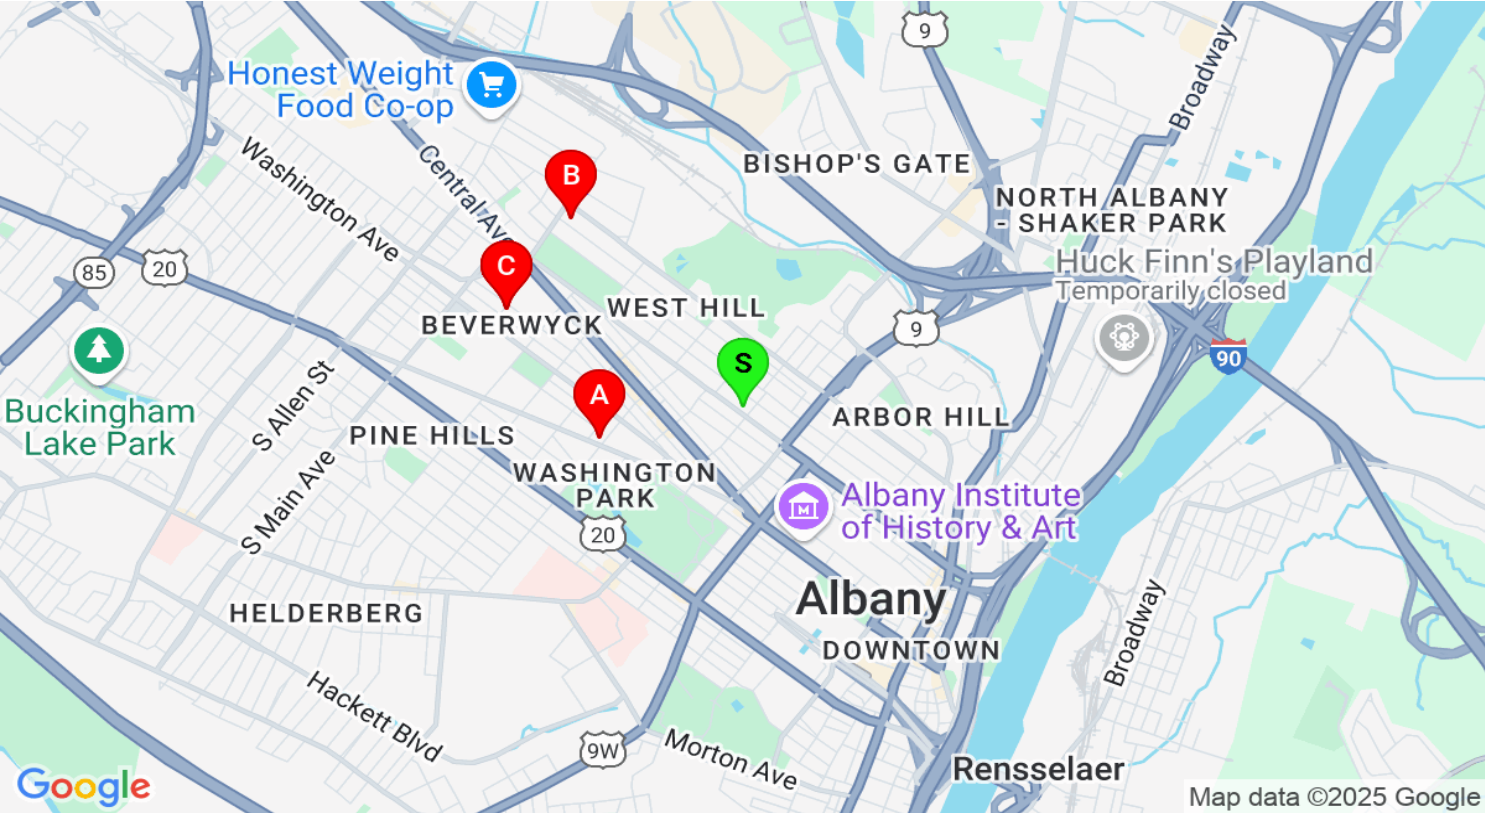 9
Broadway
Honest Weight
Food Co-op
Washington Ave
Central Ave
B
BISHOP'S GATE
NORTH ALBANY
- SHAKER PARK
85
20
C
Huck Finn's Playland
Temporarily closed
WEST HILL
BEVERWYCK
9
90
S
A
Buckingham
Lake Park
S Allen St
PINE HILLS
ARBOR HILL
S Main Ave
WASHINGTON
PARK
Albany Institute
of History & Art
20
Albany
HELDERBERG
DOWNTOWN
Broadway
Hackett Blvd
9W
Morton Ave
Rensselaer
Google
Map data ©2025 Google